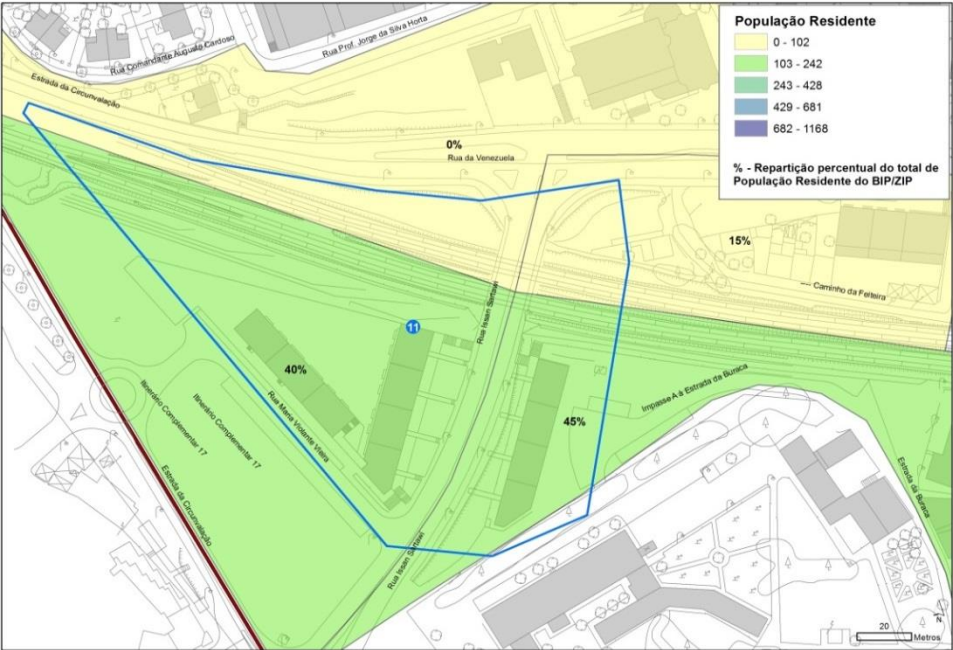 População Residente
0 - 102
103 - 242
243 - 428
429 - 681
682 - 1168
% - Repartição percentual do total de
População Residente do BIP/ZIP
Rua Comandante Augusto Cardoso
Rua Prof. Jorge da Silva Horta
Estrada da Circunvalação
0%
Rua da Venezuela
15%
Caminho da Feiteira
Rua Issan Sartawi
11
40%
Rua Maria Violante Vieira
Impasse A à Estrada da Buraca
45%
Itinerário Complementar 17
Itinerário Complementar 17
Estrada da Circunvalação
Estrada da Buraca
Rua Issan Sartawi
N
20
Metros